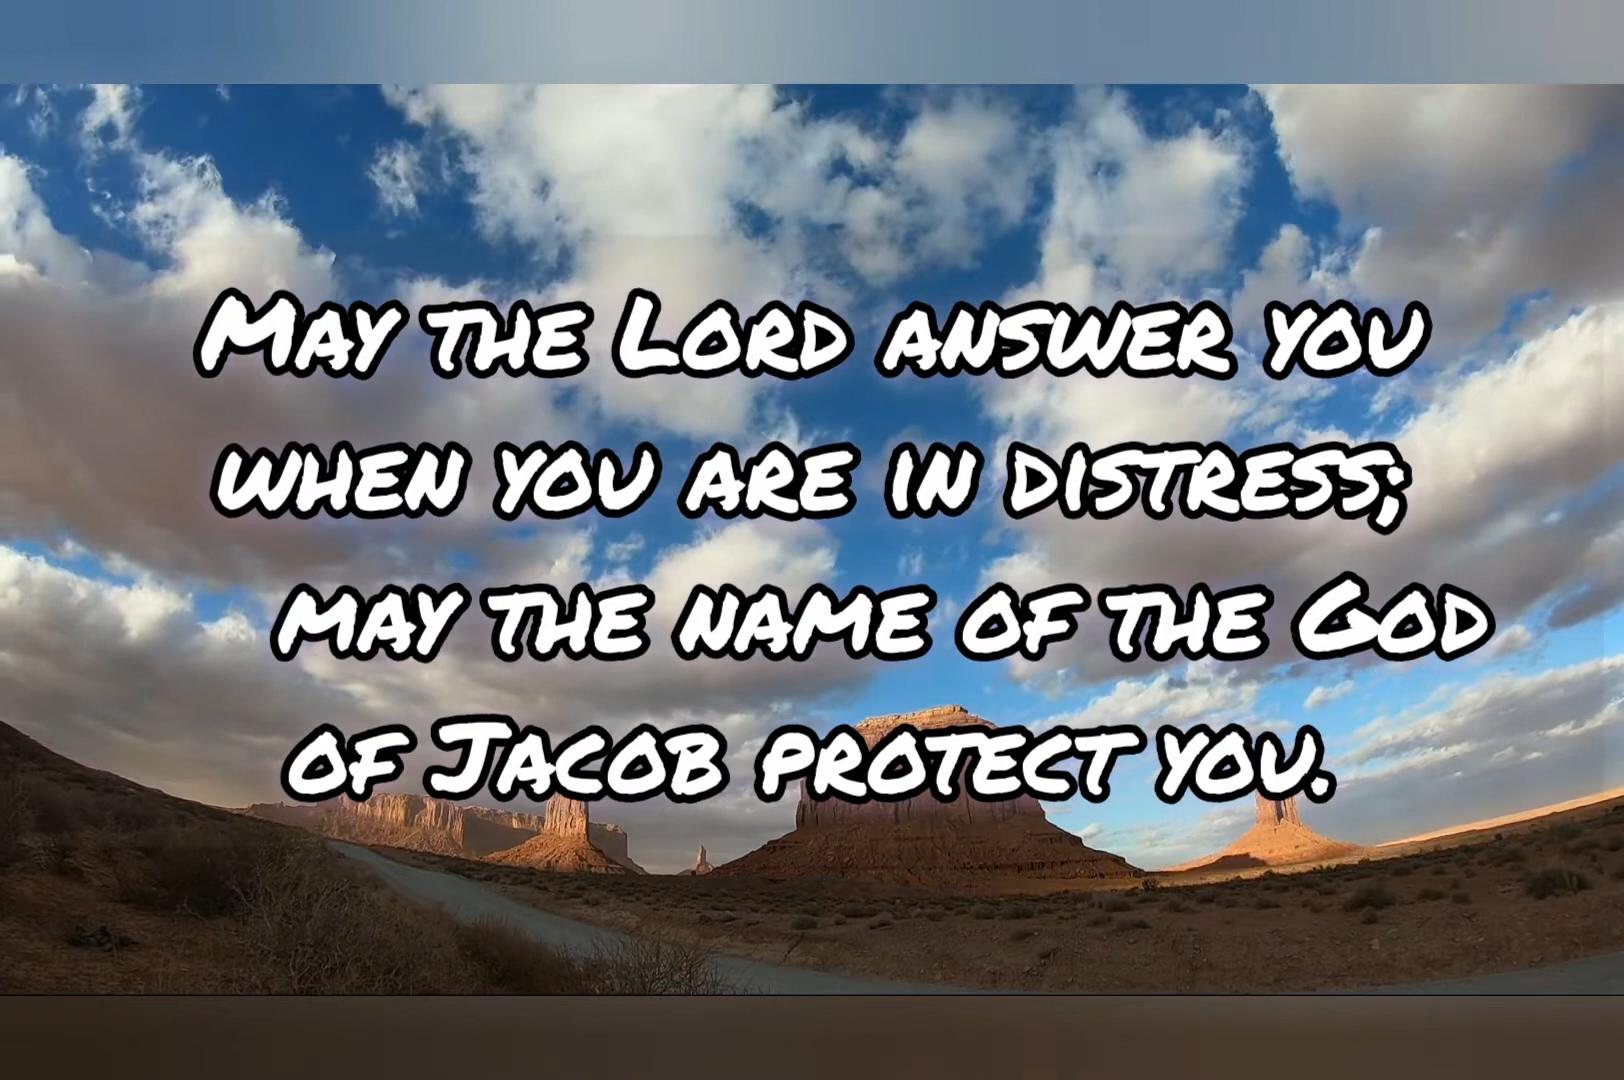 May the Lord answer you
when you are in distress;
may the name of the God
of Jacob protect you.